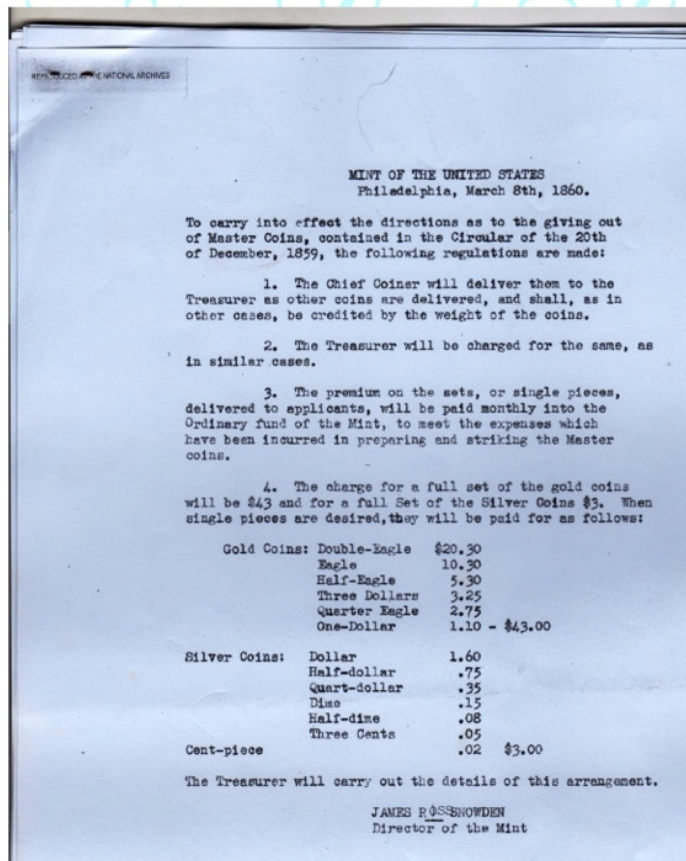 REPRODUCED AT THE NATIONAL ARCHIVES
MINT OF THE UNITED STATES
Philadelphia, March 8th, 1860.
To carry into effect the directions as to the giving out
of Master Coins, contained in the Circular of the 20th
of December, 1859, the following regulations are made:
1. The Chief Coiner will deliver them to the
Treasurer as other coins are delivered, and shall, as in
other cases, be credited by the weight of the coins.
2. The Treasurer will be charged for the same, as
in similar cases.
3. The premium on the sets, or single pieces,
delivered to applicants, will be paid monthly into the
Ordinary fund of the Mint, to meet the expenses which
have been incurred in preparing and striking the Master
coins.
4. The charge for a full set of the gold coins
will be $43 and for a full Set of the Silver Coins $3. When
single pieces are desired,they will be paid for as follows:
Gold Coins: Double-Eagle $20.30
Eagle 10.30
Half-Eagle 5.30
Three Dollars 3.25
Quarter Eagle 2.75
One-Dollar 1.10 - $43.00
Silver Coins: Dollar 1.60
Half-dollar .75
Quart-dollar .35
Dime .15
Half-dime .08
Three Cents .05
Cent-piece .02 $3.00
The Treasurer will carry out the details of this arrangement.
JAMES ROSSSNOWDEN
Director of the Mint